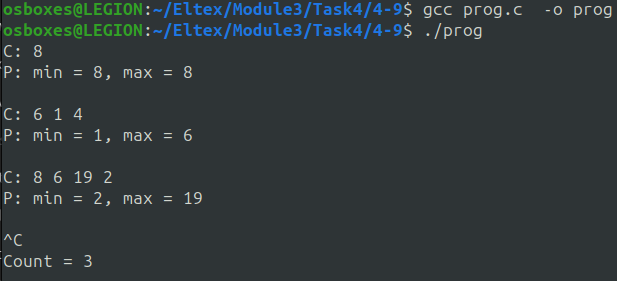 osboxes@LEGION:~/Eltex/Module3/Task4/4-9$ gcc prog.c  -o prog
osboxes@LEGION:~/Eltex/Module3/Task4/4-9$ ./prog
C: 8
P: min = 8, max = 8
C: 6 1 4
P: min = 1, max = 6
C: 8 6 19 2
P: min = 2, max = 19
^C
Count = 3